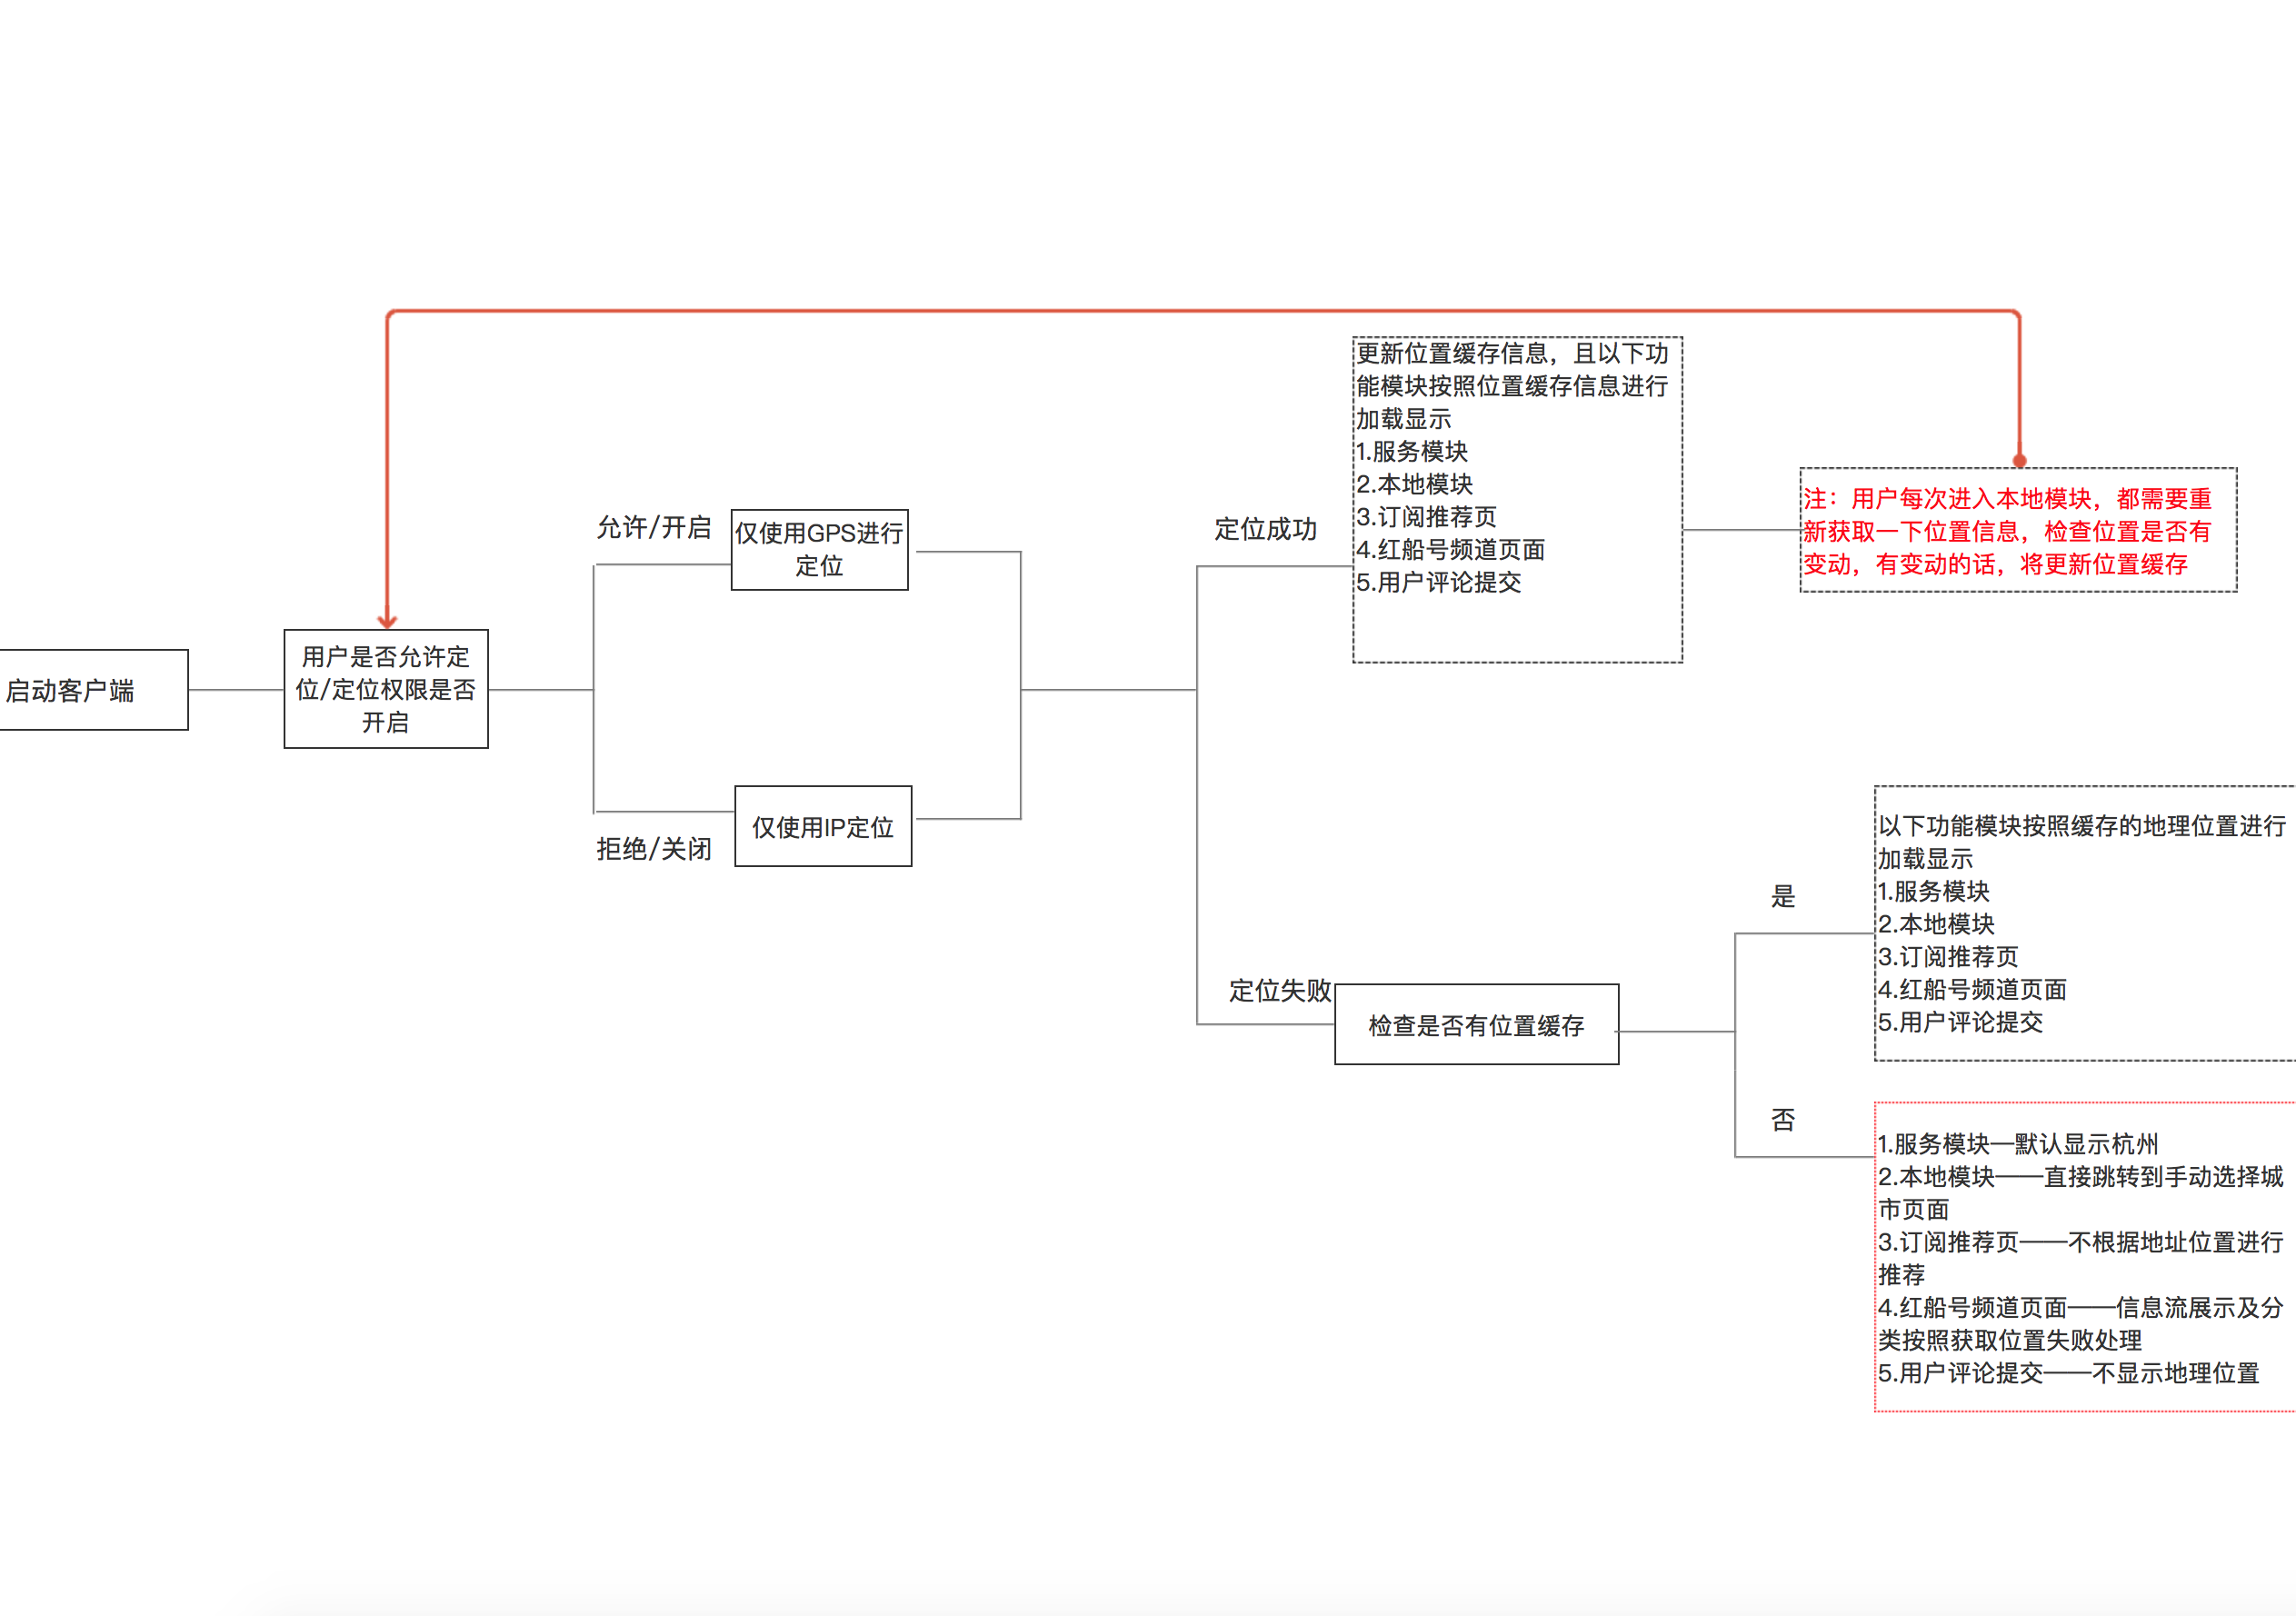 启动客户端
用户是否允许定
位/定位权限是否
开启
允许/开启
仅使用GPS进行
定位
拒绝/关闭
仅使用IP定位
定位成功
更新位置缓存信息，且以下功
能模块按照位置缓存信息进行
加载显示
1.服务模块
2.本地模块
3.订阅推荐页
4.红船号频道页面
5.用户评论提交
注：用户每次进入本地模块，都需要重
新获取一下位置信息，检查位置是否有
变动，有变动的话，将更新位置缓存
定位失败
检查是否有位置缓存
是
以下功能模块按照缓存的地理位置进行
加载显示
1.服务模块
2.本地模块
3.订阅推荐页
4.红船号频道页面
5.用户评论提交
否
1.服务模块—默认显示杭州
2.本地模块——直接跳转到手动选择城
市页面
3.订阅推荐页——不根据地址位置进行
推荐
4.红船号频道页面——信息流展示及分
类按照获取位置失败处理
5.用户评论提交——不显示地理位置